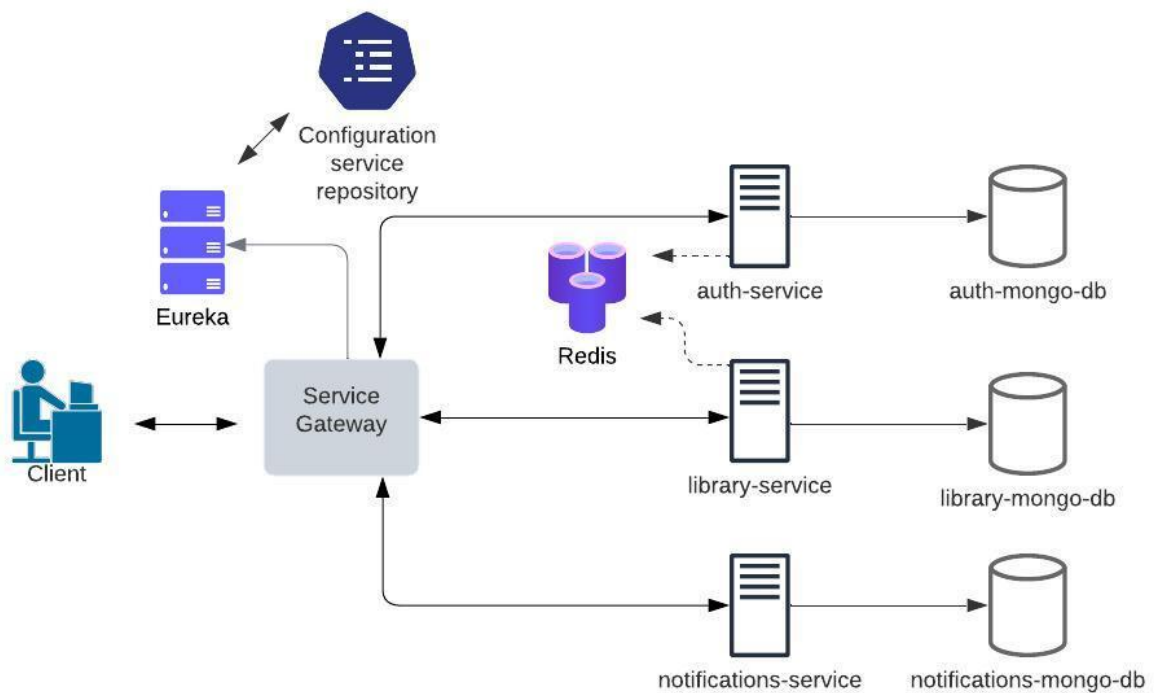 Configuration
service
repository
Eureka
Redis
auth-service
auth-mongo-db
Service
Gateway
Client
library-service
library-mongo-db
notifications-service
notifications-mongo-db